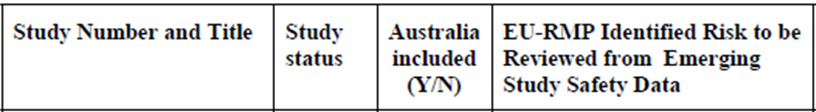 Study Number and Title
Study
status
Australia
included
(Y/N)
EU-RMP Identified Risk to be
Reviewed from Emerging
Study Safety Data